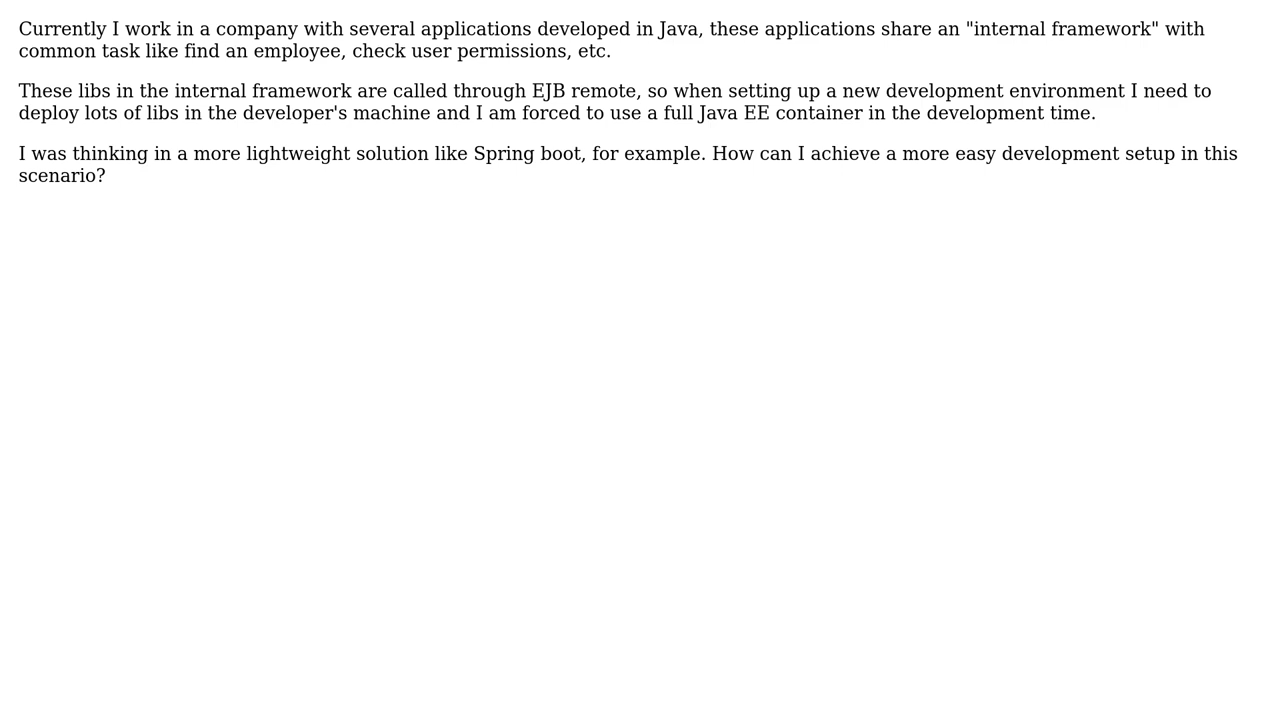 Currently I work in a company with several applications developed in Java, these applications share an "internal framework" with
common task like find an employee, check user permissions, etc.
These libs in the internal framework are called through EJB remote, so when setting up a new development environment I need to
deploy lots of libs in the developer's machine and I am forced to use a full Java EE container in the development time.
I was thinking in a more lightweight solution like Spring boot, for example. How can I achieve a more easy development setup in this
scenario?